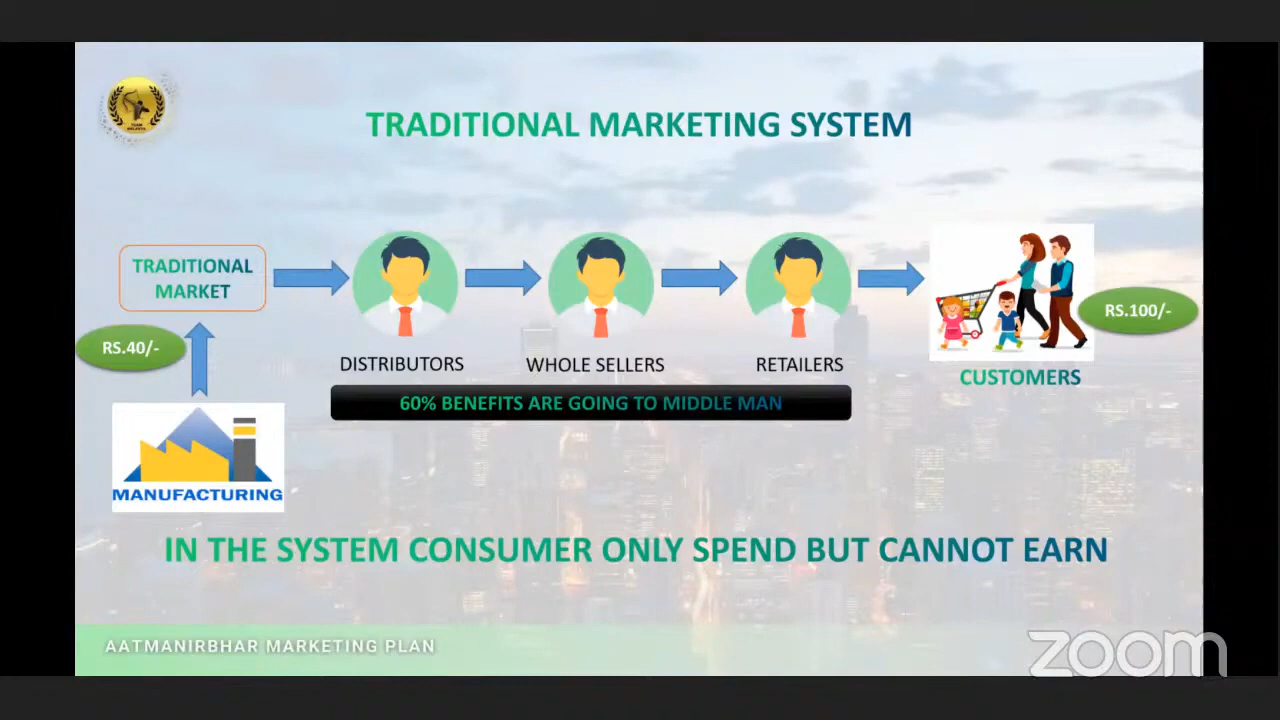 TRADITIONAL MARKETING SYSTEM
TRADITIONAL
MARKET
RS.40/-
RS.100/-
DISTRIBUTORS
WHOLE SELLERS
RETAILERS
CUSTOMERS
60% BENEFITS ARE GOING TO MIDDLE MAN
MANUFACTURING
IN THE SYSTEM CONSUMER ONLY SPEND BUT CANNOT EARN
AATMANIRBHAR MARKETING PLAN
zoom